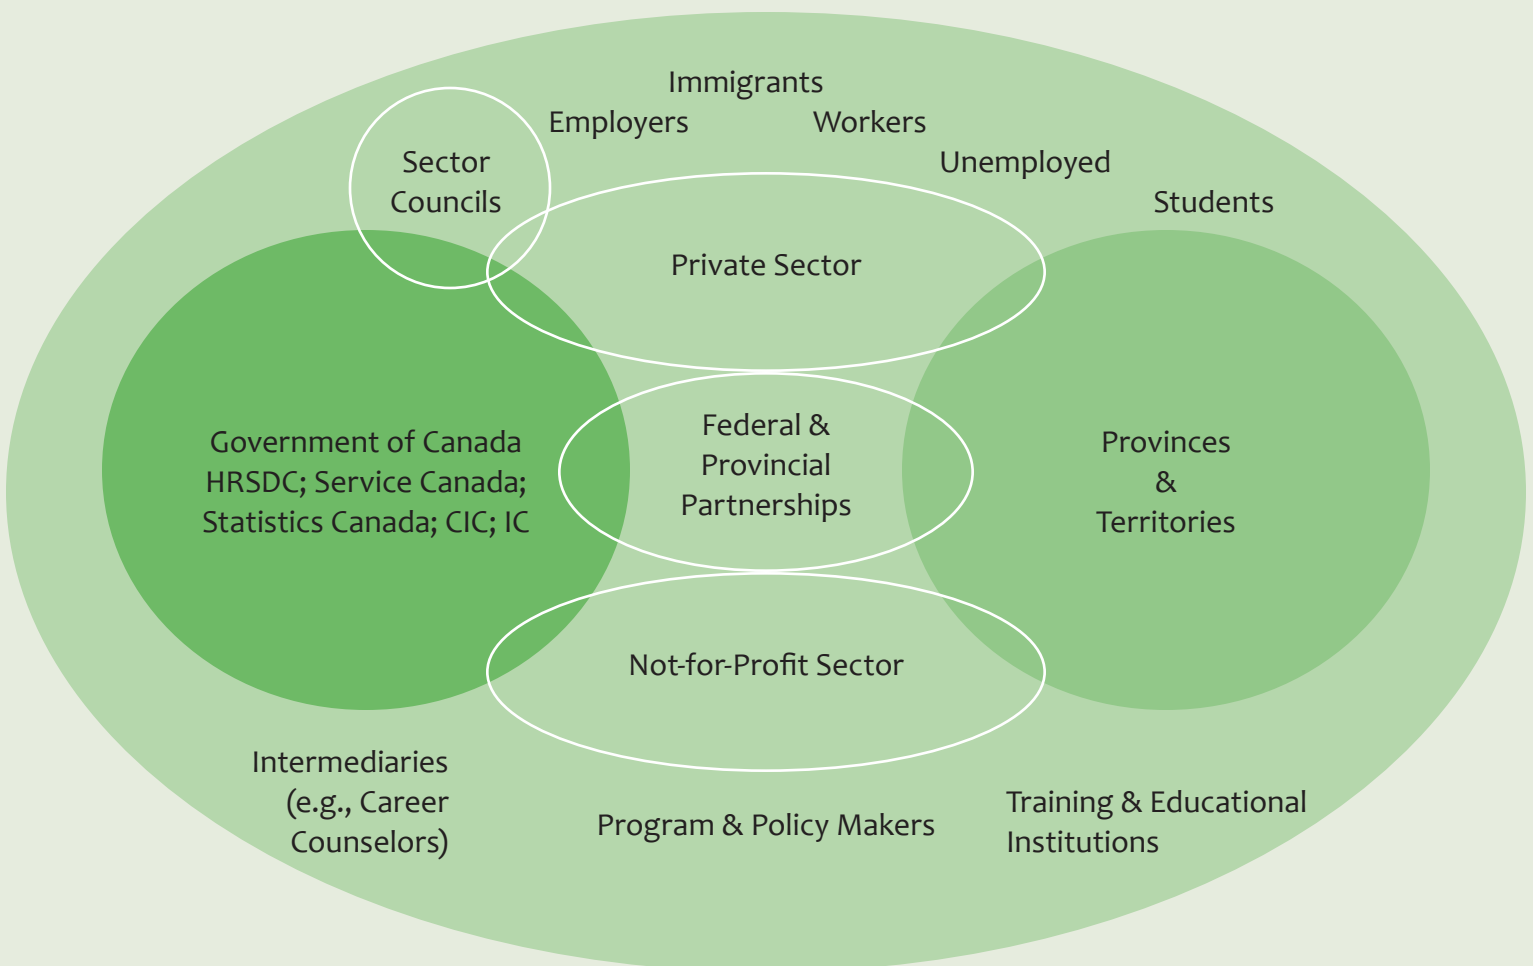 Immigrants
Employers
Workers
Sector
Councils
Unemployed
Students
Private Sector
Government of Canada
HRSDC; Service Canada;
Statistics Canada; CIC; IC
Federal &
Provincial
Partnerships
Provinces
&
Territories
Not-for-Profit Sector
Intermediaries
(e.g., Career
Counselors)
Program & Policy Makers
Training & Educational
Institutions